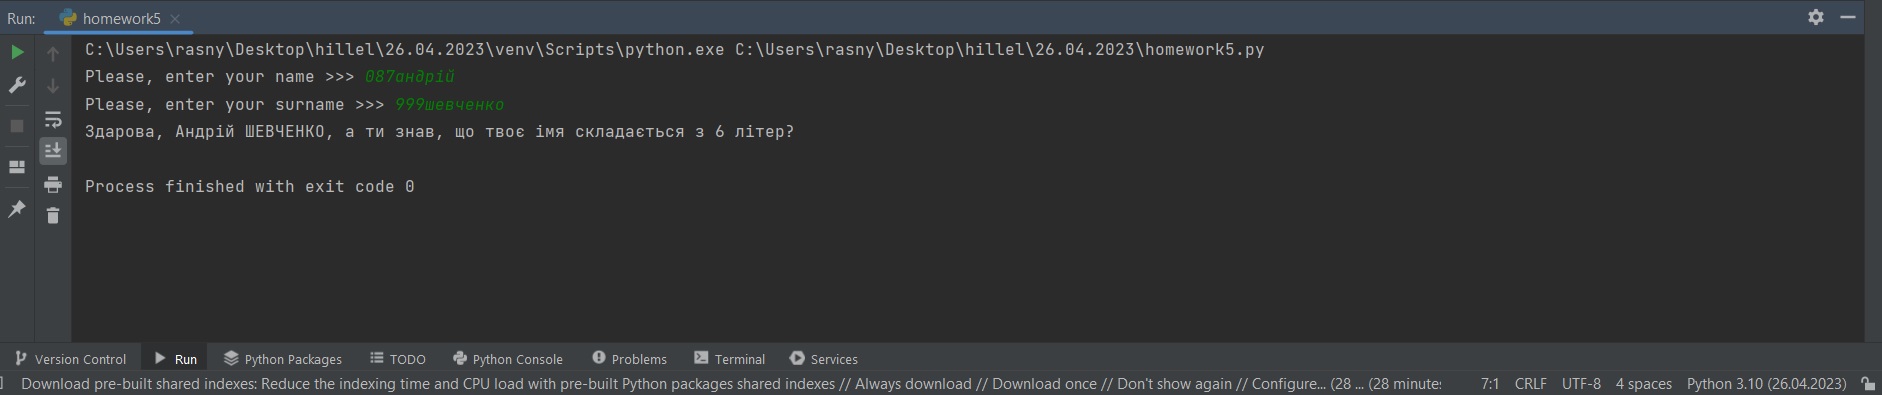 Run: homework5
C:\Users\rasny\Desktop\hillel\26.04.2023\venv\Scripts\python.exe C:\Users\rasny\Desktop\hillel\26.04.2023\homework5.py
Please, enter your name >>> 087андрій
Please, enter your surname >>> 999шевченко
Здарова, Андрій ШЕВЧЕНКО, а ти знав, що твоє імя складається з 6 літер?
Process finished with exit code 0
Version Control Run Python Packages TODO Python Console Problems Terminal Services
Download pre-built shared indexes: Reduce the indexing time and CPU load with pre-built Python packages shared indexes // Always download // Download once // Don't show again // Configure... (28 ... (28 minutes 7:1 CRLF UTF-8 4 spaces Python 3.10 (26.04.2023)